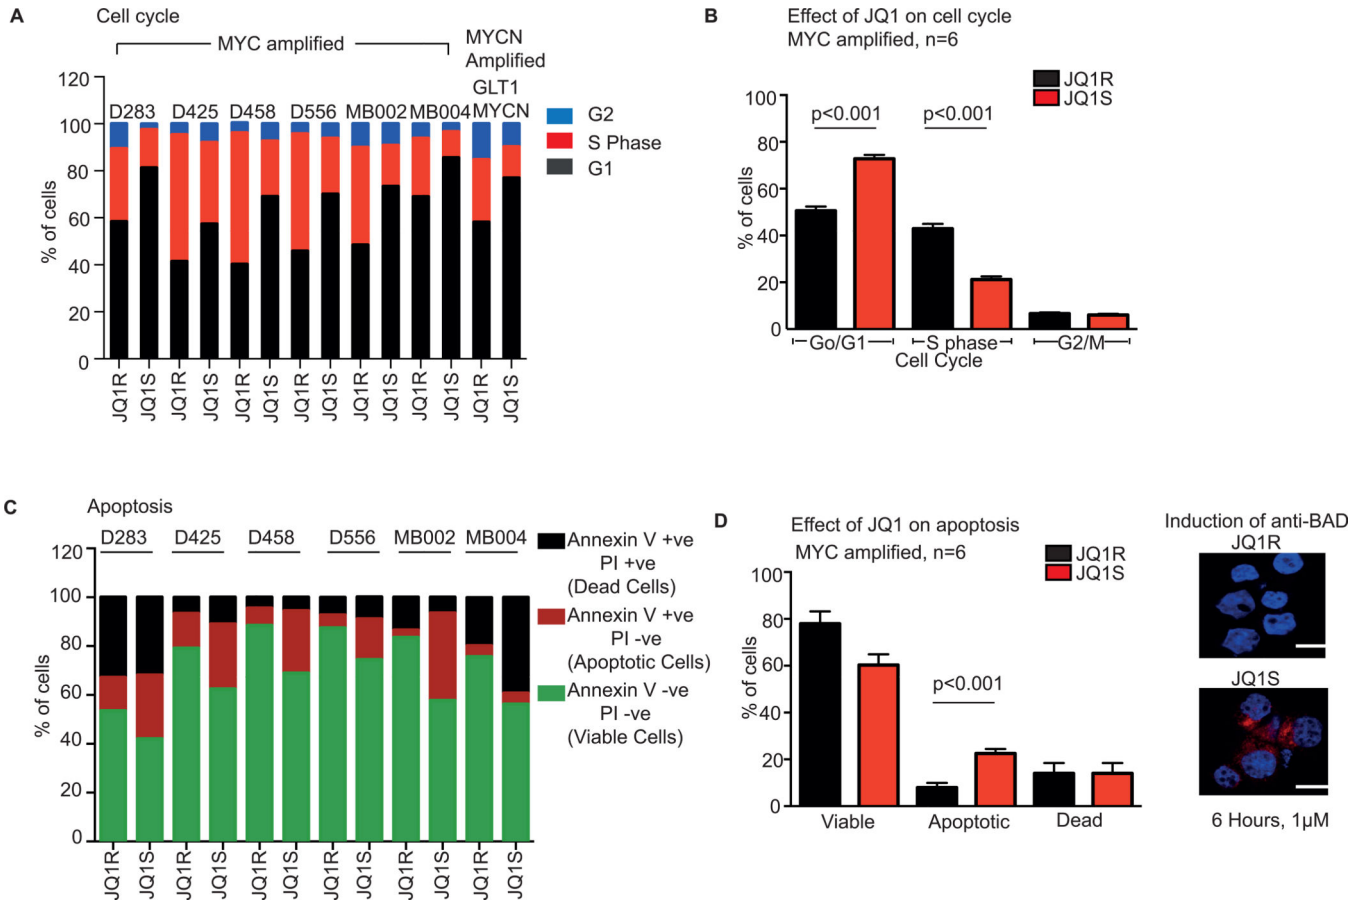 A
Cell cycle
MYC amplified
MYCN
Amplified
GLT1
MYCN
D283
D425
D458
D556
MB002
MB004
G2
S Phase
G1
% of cells
120
100
80
60
40
20
0
JQ1R
JQ1S
JQ1R
JQ1S
JQ1R
JQ1S
JQ1R
JQ1S
JQ1R
JQ1S
JQ1R
JQ1S
JQ1R
JQ1S
B
Effect of JQ1 on cell cycle
MYC amplified, n=6
JQ1R
JQ1S
p<0.001
p<0.001
% of cells
100
80
60
40
20
0
Go/G1
S phase
G2/M
Cell Cycle
C
Apoptosis
D283
D425
D458
D556
MB002
MB004
Annexin V +ve
PI +ve
(Dead Cells)
Annexin V +ve
PI -ve
(Apoptotic Cells)
Annexin V -ve
PI -ve
(Viable Cells)
% of cells
120
100
80
60
40
20
0
JQ1R
JQ1S
JQ1R
JQ1S
JQ1R
JQ1S
JQ1R
JQ1S
JQ1R
JQ1S
JQ1R
JQ1S
D
Effect of JQ1 on apoptosis
MYC amplified, n=6
JQ1R
JQ1S
p<0.001
% of cells
100
80
60
40
20
0
Viable
Apoptotic
Dead
Induction of anti-BAD
JQ1R
JQ1S
6 Hours, 1µM